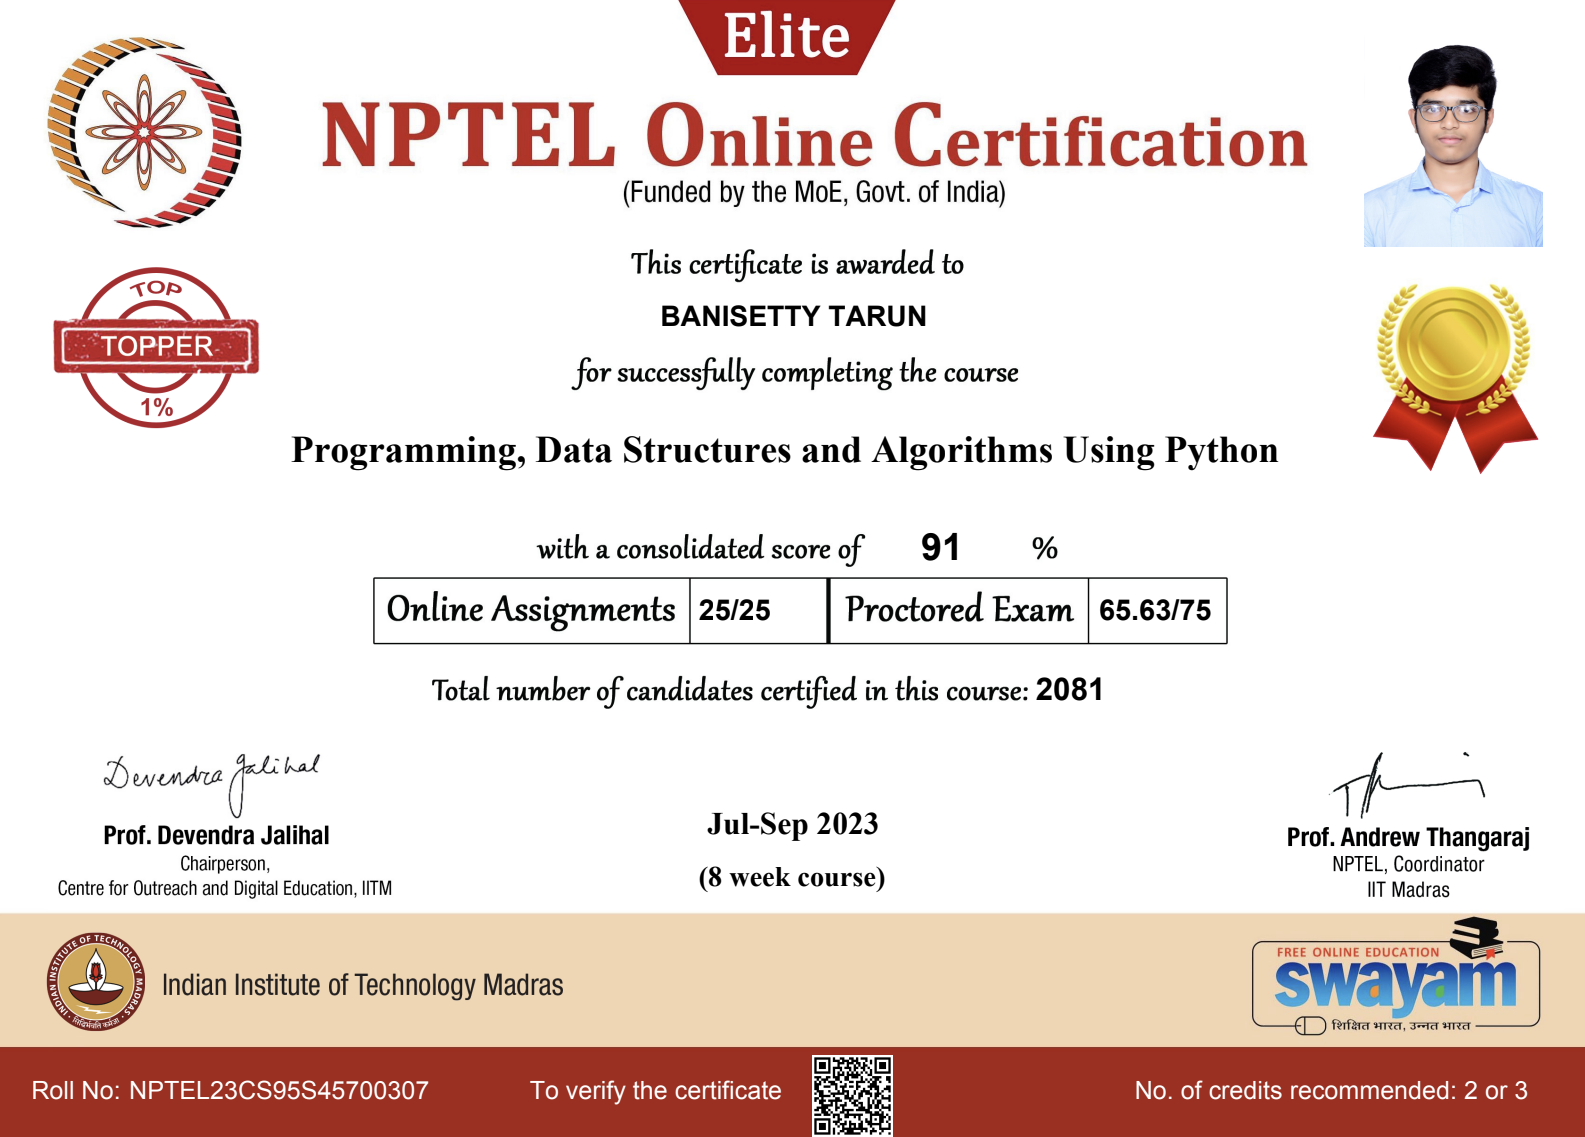 Elite
NPTEL Online Certification
(Funded by the MoE, Govt. of India)
This certificate is awarded to
BANISETTY TARUN
for successfully completing the course
TOP
TOPPER
1%
Programming, Data Structures and Algorithms Using Python
with a consolidated score of 91 %
Online Assignments 25/25 Proctored Exam 65.63/75
Total number of candidates certified in this course: 2081
Devendra Jalihal
Prof. Devendra Jalihal
Chairperson,
Centre for Outreach and Digital Education, IITM
Jul-Sep 2023
(8 week course)
Prof. Andrew Thangaraj
NPTEL, Coordinator
IIT Madras
INDIAN INSTITUTE OF TECHNOLOGY MADRAS
सिद्धिर्भवति कर्मजा
Indian Institute of Technology Madras
FREE ONLINE EDUCATION
swayam
शिक्षित भारत, उन्नत भारत
Roll No: NPTEL23CS95S45700307
To verify the certificate
No. of credits recommended: 2 or 3